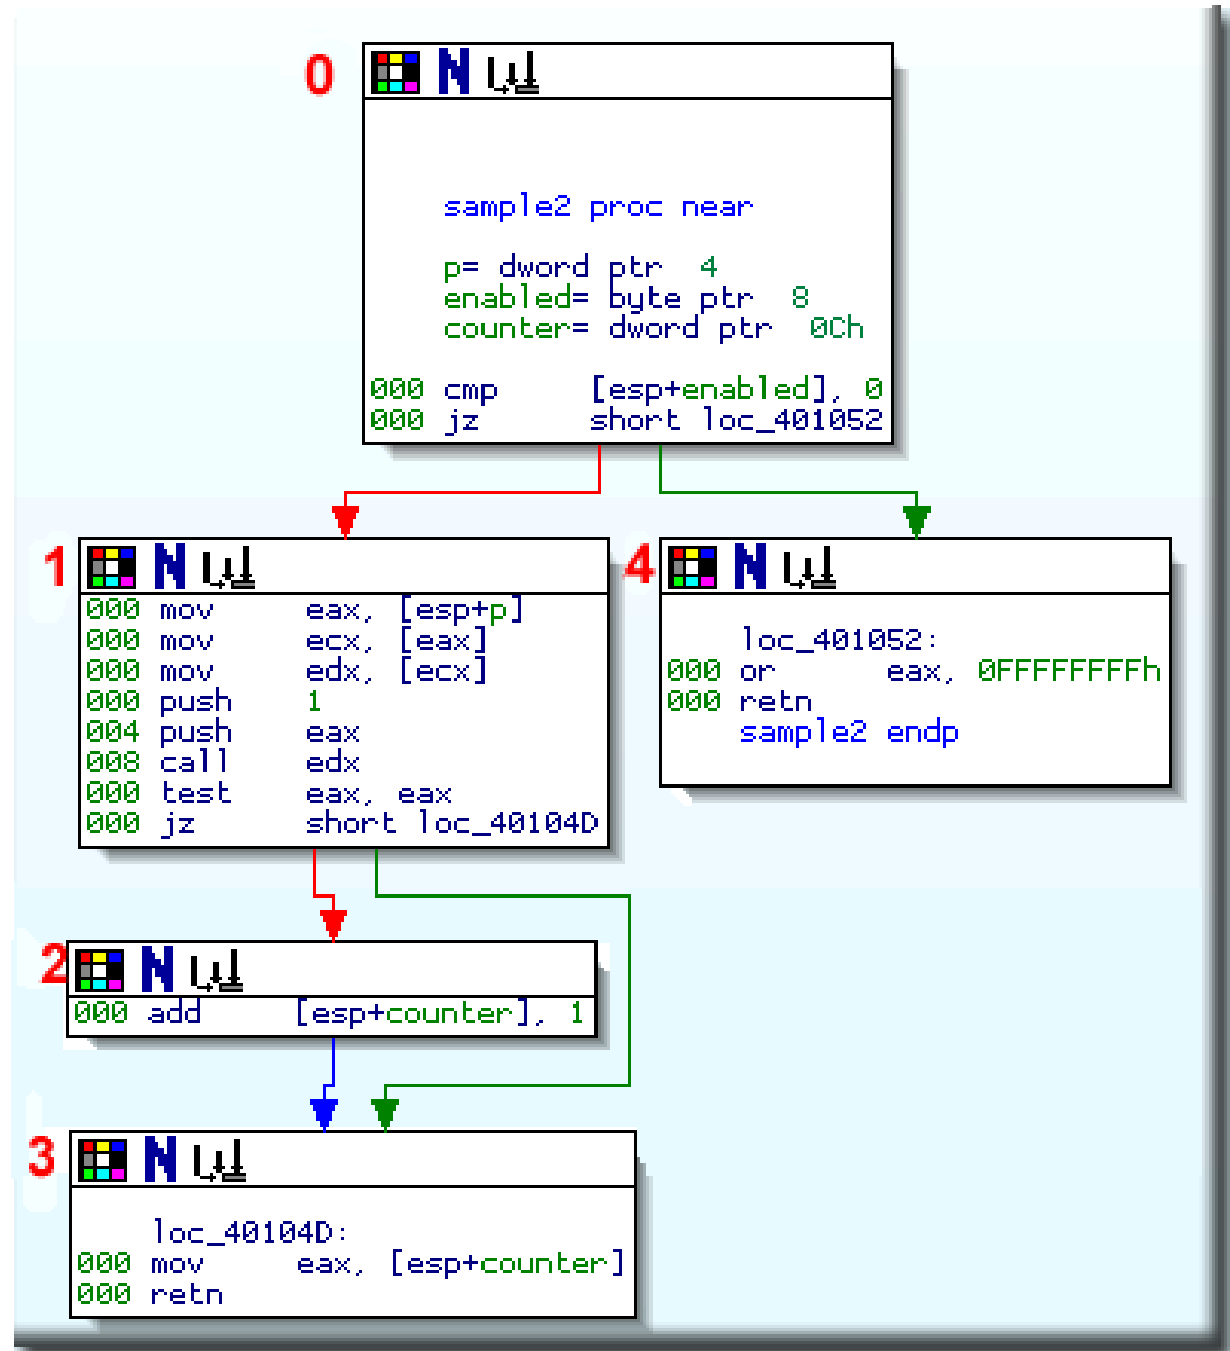 0
sample2 proc near
p= dword ptr 4
enabled= byte ptr 8
counter= dword ptr 0Ch
000 cmp [esp+enabled], 0
000 jz short loc_401052
1
000 mov eax, [esp+p]
000 mov ecx, [eax]
000 mov edx, [ecx]
000 push 1
004 push eax
008 call edx
000 test eax, eax
000 jz short loc_40104D
4
loc_401052:
000 or eax, 0FFFFFFFFh
000 retn
sample2 endp
2
000 add [esp+counter], 1
3
loc_40104D:
000 mov eax, [esp+counter]
000 retn